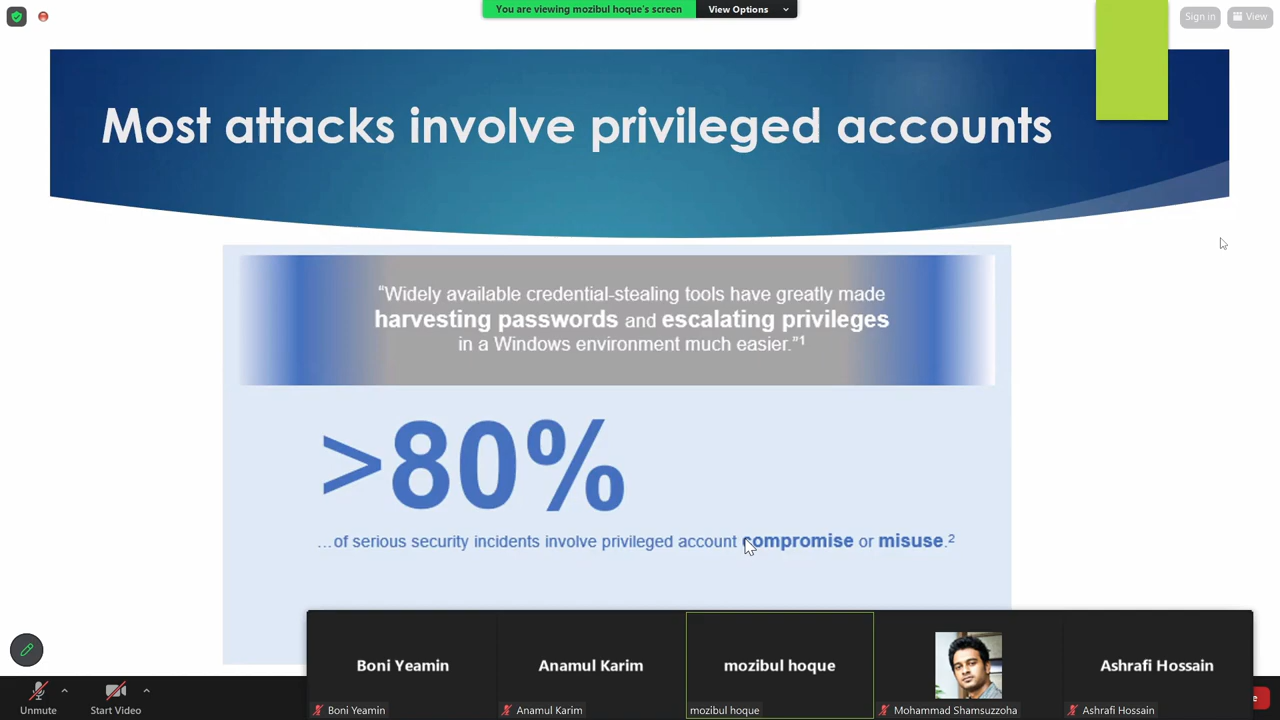 You are viewing mozibul hoque's screen
View Options
Sign in
View
Most attacks involve privileged accounts
“Widely available credential-stealing tools have greatly made
harvesting passwords and escalating privileges
in a Windows environment much easier.”1
>80%
...of serious security incidents involve privileged account compromise or misuse.2
Boni Yeamin
Anamul Karim
mozibul hoque
Ashrafi Hossain
Boni Yeamin
Anamul Karim
mozibul hoque
Mohammad Shamsuzzoha
Ashrafi Hossain
Unmute
Start Video